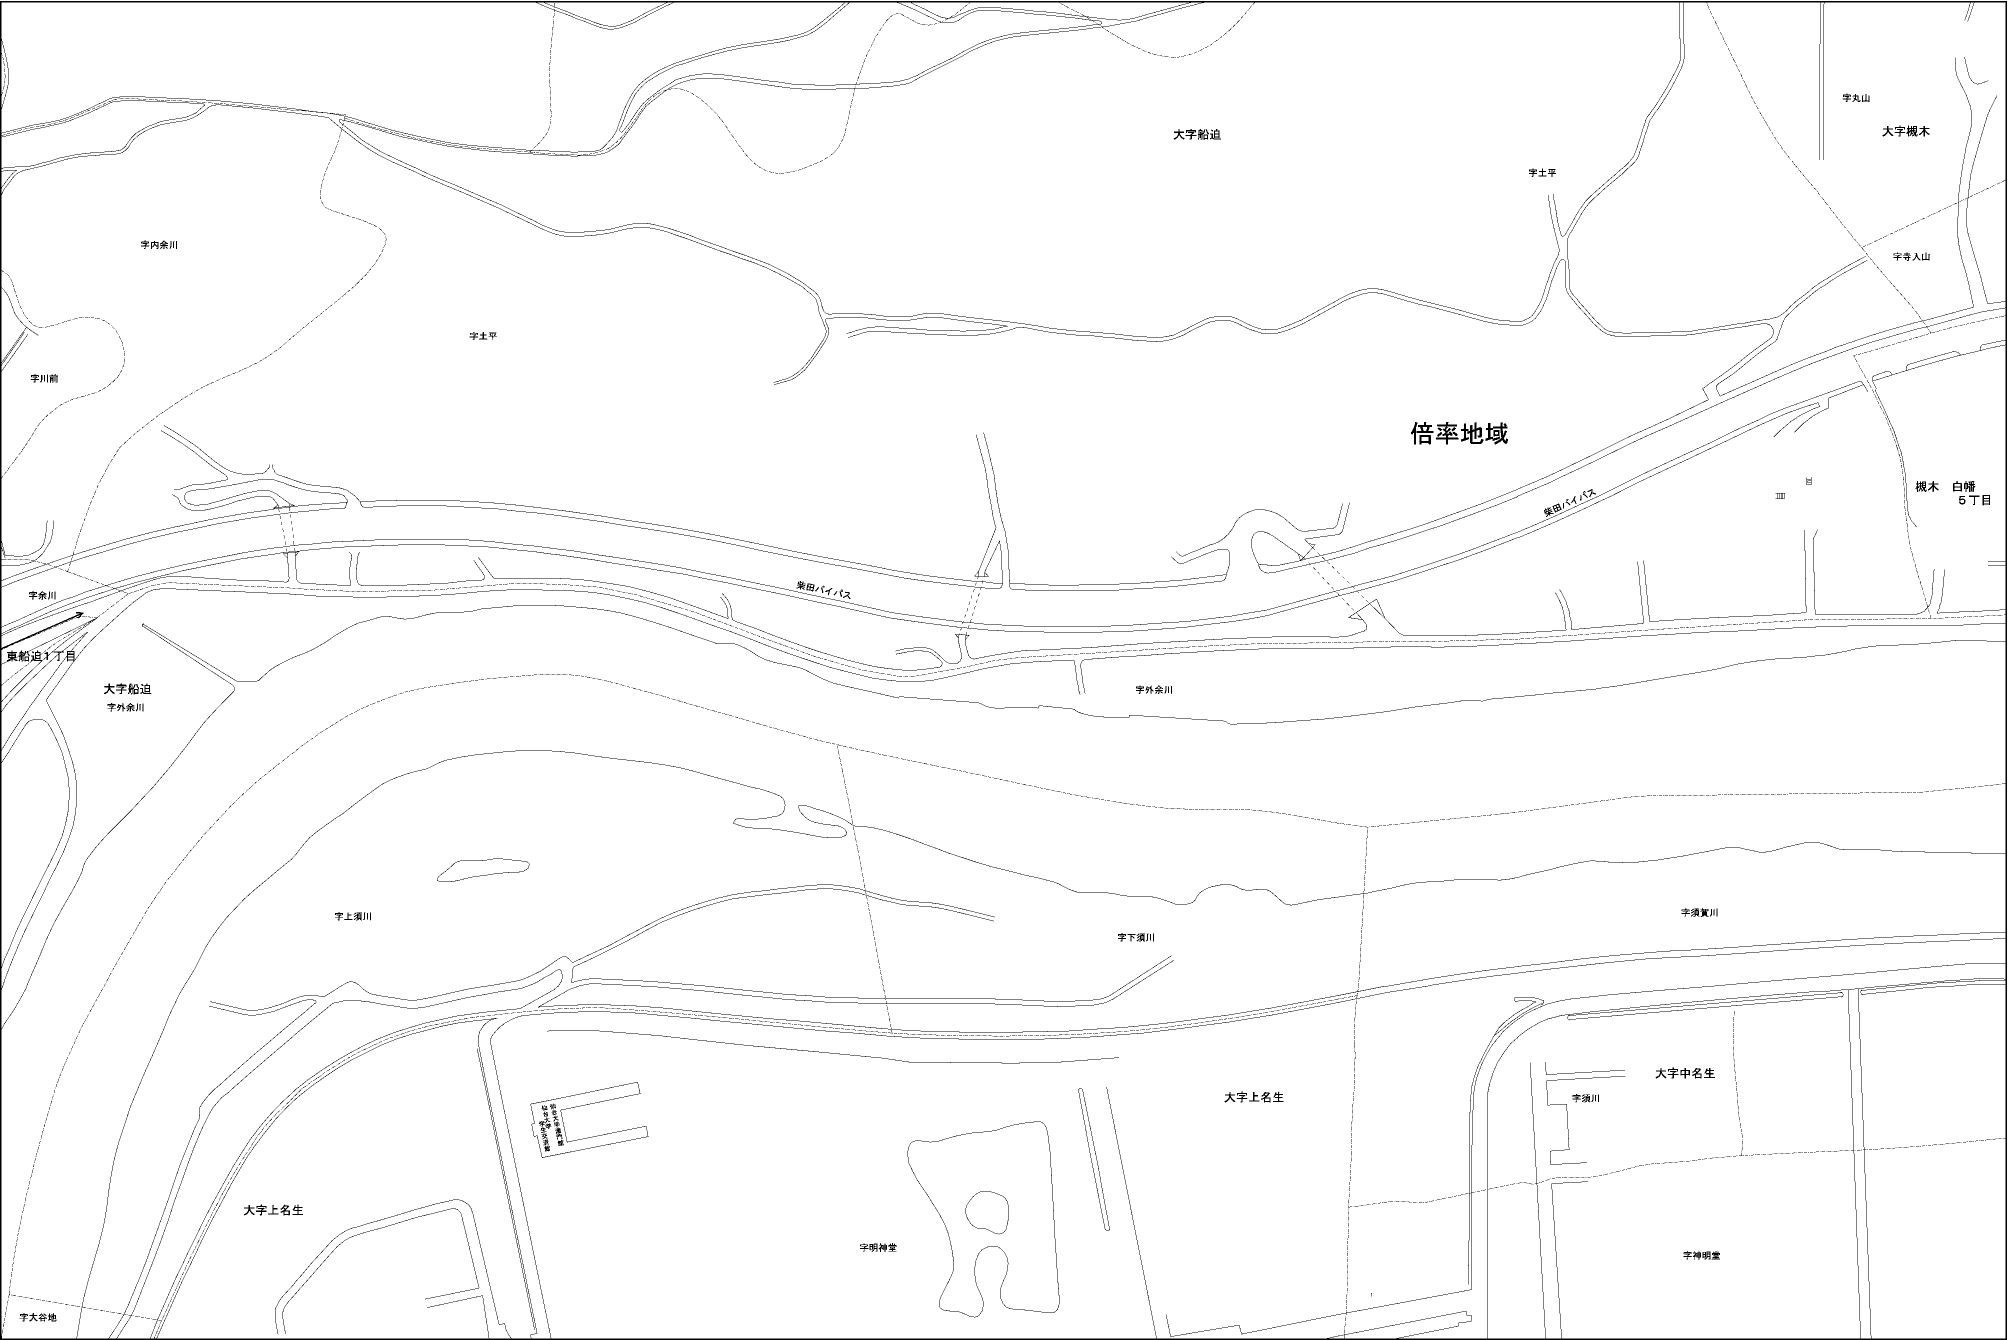 字丸山
大字船迫
大字槻木
字土平
字内余川
字寺入山
字土平
字川前
倍率地域
槻木 白幡
5丁目
柴田バイパス
柴田バイパス
字余川
東船迫1丁目
大字船迫
字外余川
字外余川
字上須川
字下須川
字須賀川
大字中名生
大字上名生
字須川
大字上名生
字明神堂
字神明堂
字大谷地